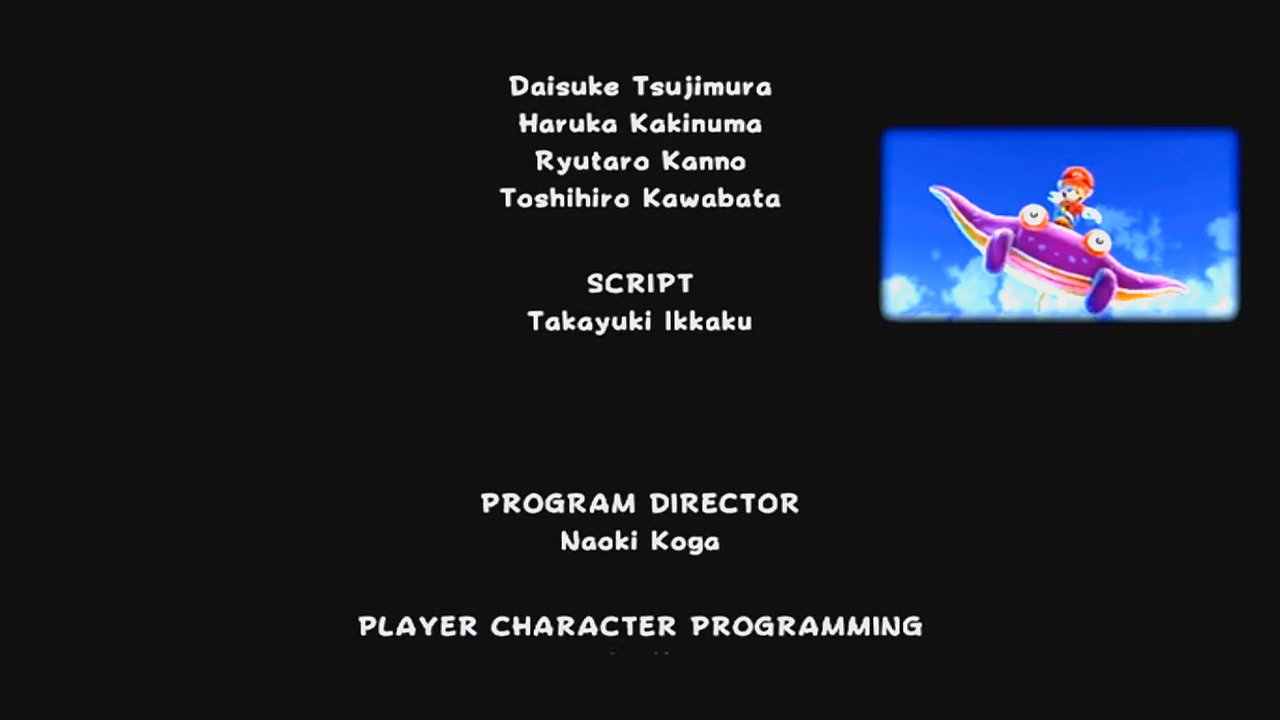 Daisuke Tsujimura
Haruka Kakinuma
Ryutaro Kanno
Toshihiro Kawabata
SCRIPT
Takayuki Ikkaku
PROGRAM DIRECTOR
Naoki Koga
PLAYER CHARACTER PROGRAMMING